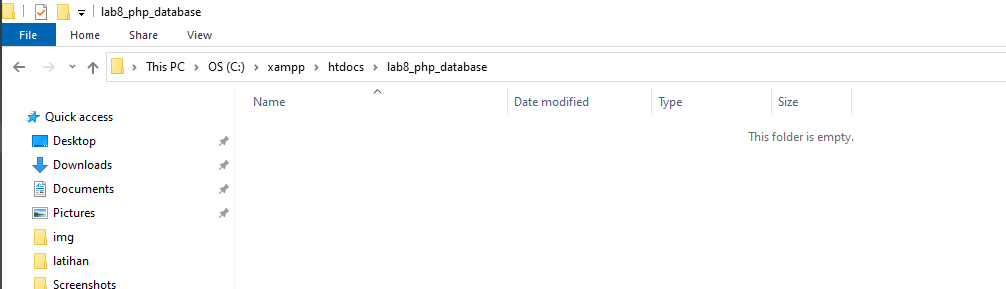 lab8_php_database
File Home Share View
This PC OS (C:) xampp htdocs lab8_php_database
Name Date modified Type Size
Quick access
This folder is empty.
Desktop
Downloads
Documents
Pictures
img
latihan
Screenshots